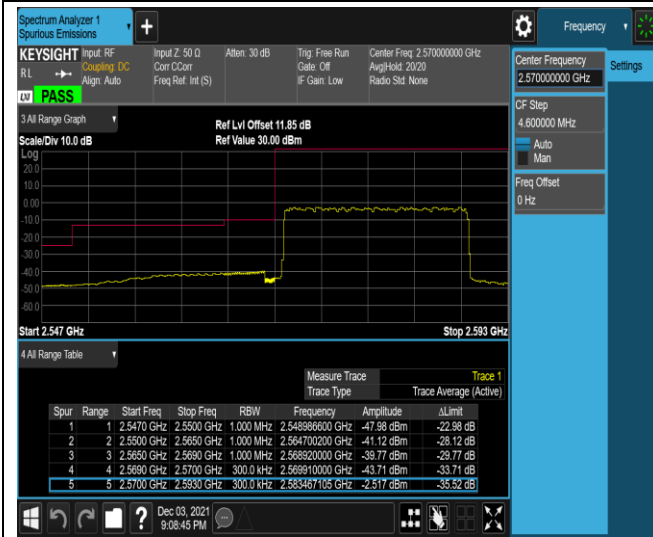 Spectrum Analyzer 1
Spurious Emissions
Frequency
KEYSIGHT
Input: RF
Coupling: DC
Align: Auto
Input Z: 50 Ω
Corr CCorr
Freq Ref: Int (S)
Atten: 30 dB
Trig: Free Run
Gate: Off
IF Gain: Low
Center Freq: 2.570000000 GHz
Avg|Hold: 20/20
Radio Std: None
RL
LXI
PASS
Center Frequency
2.570000000 GHz
Settings
CF Step
4.600000 MHz
Auto
Man
Freq Offset
0 Hz
3 All Range Graph
Scale/Div 10.0 dB
Ref Lvl Offset 11.85 dB
Ref Value 30.00 dBm
Log
20.0
10.0
0.00
-10.0
-20.0
-30.0
-40.0
-50.0
-60.0
Start 2.547 GHz
Stop 2.593 GHz
4 All Range Table
Measure Trace Trace 1
Trace Type Trace Average (Active)
Spur Range Start Freq Stop Freq RBW Frequency Amplitude ΔLimit
1 1 2.5470 GHz 2.5500 GHz 1.000 MHz 2.548986600 GHz -47.98 dBm -22.98 dB
2 2 2.5500 GHz 2.5650 GHz 1.000 MHz 2.564700200 GHz -41.12 dBm -28.12 dB
3 3 2.5650 GHz 2.5690 GHz 1.000 MHz 2.568920000 GHz -39.77 dBm -29.77 dB
4 4 2.5690 GHz 2.5700 GHz 300.0 kHz 2.569910000 GHz -43.71 dBm -33.71 dB
5 5 2.5700 GHz 2.5930 GHz 300.0 kHz 2.583467105 GHz -2.517 dBm -35.52 dB
?
Dec 03, 2021
9:08:45 PM